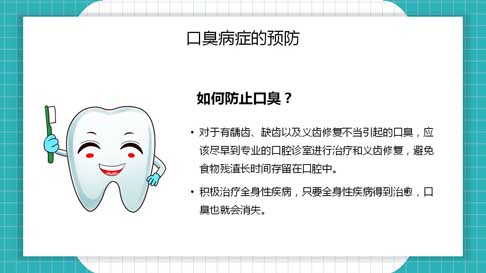 口臭病症的预防
如何防止口臭？
• 对于有龋齿、缺齿以及义齿修复不当引起的口臭，应
该尽早到专业的口腔诊室进行治疗和义齿修复，避免
食物残渣长时间存留在口腔中。
• 积极治疗全身性疾病，只要全身性疾病得到治愈，口
臭也就会消失。